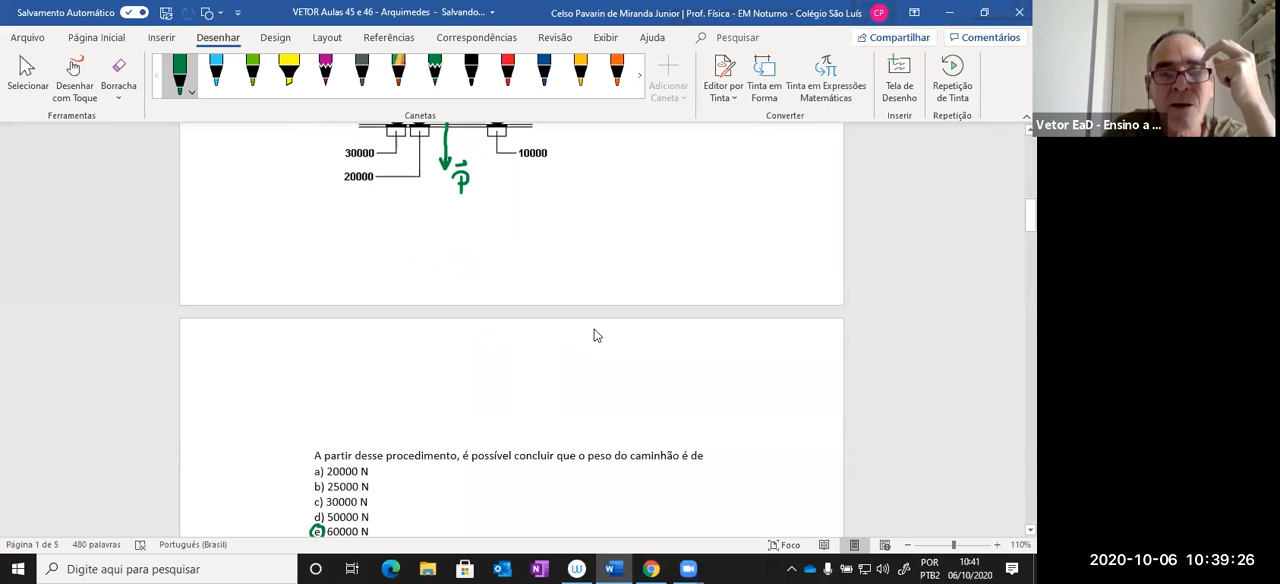 Salvamento Automático
VETOR Aulas 45 e 46 - Arquimedes - Salvando...
Celso Pavarin de Miranda Junior | Prof. Física - EM Noturno - Colégio São Luís
CP
Arquivo Página Inicial Inserir Desenhar Design Layout Referências Correspondências Revisão Exibir Ajuda Pesquisar Compartilhar Comentários
Selecionar
Desenhar com Toque
Borracha
Adicionar Caneta
Editor por Tinta
Tinta em Forma
Tinta em Expressões Matemáticas
Tela de Desenho
Repetição de Tinta
Ferramentas Canetas Converter Inserir Repetição
Vetor EaD - Ensino a ...
30000
10000
20000
P
A partir desse procedimento, é possível concluir que o peso do caminhão é de
a) 20000 N
b) 25000 N
c) 30000 N
d) 50000 N
e) 60000 N
Página 1 de 5 480 palavras Português (Brasil) Foco 110%
Digite aqui para pesquisar
POR
PTB2
10:41
06/10/2020
2020-10-06 10:39:26